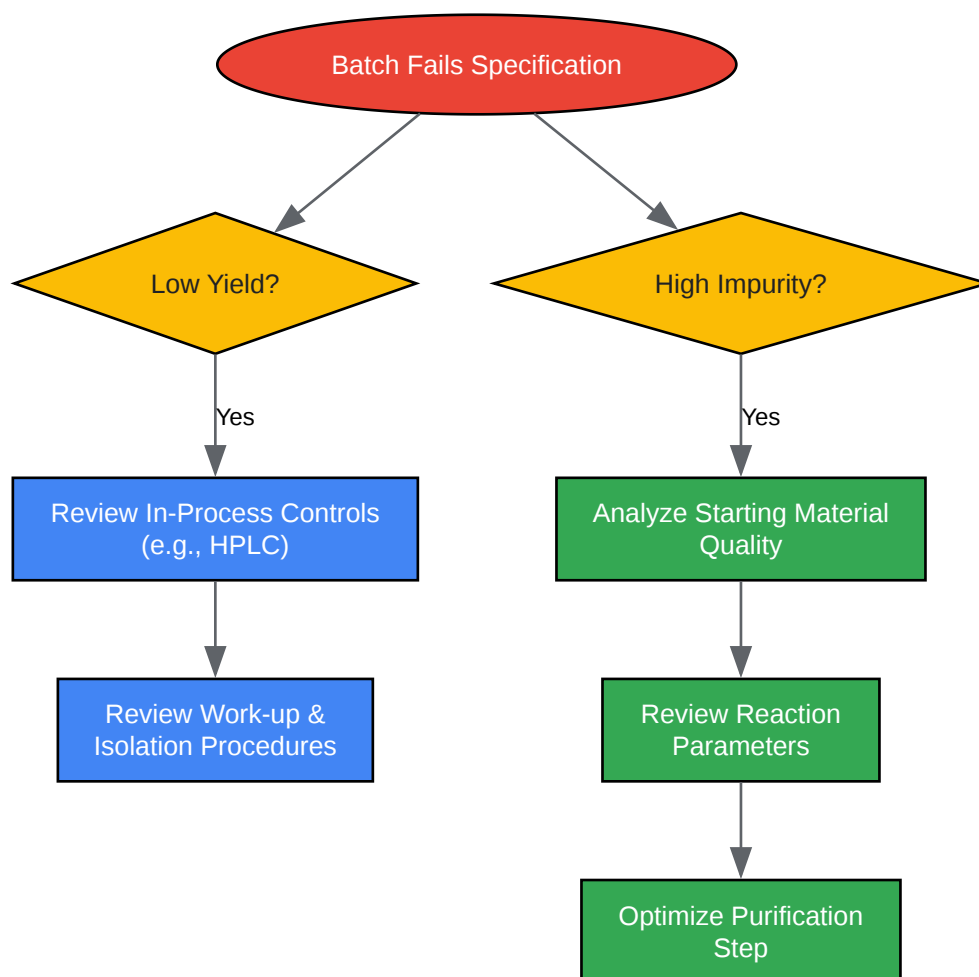 Batch Fails Specification
Low Yield?
High Impurity?
Yes
Yes
Review In-Process Controls
(e.g., HPLC)
Analyze Starting Material
Quality
Review Work-up &
Isolation Procedures
Review Reaction
Parameters
Optimize Purification
Step